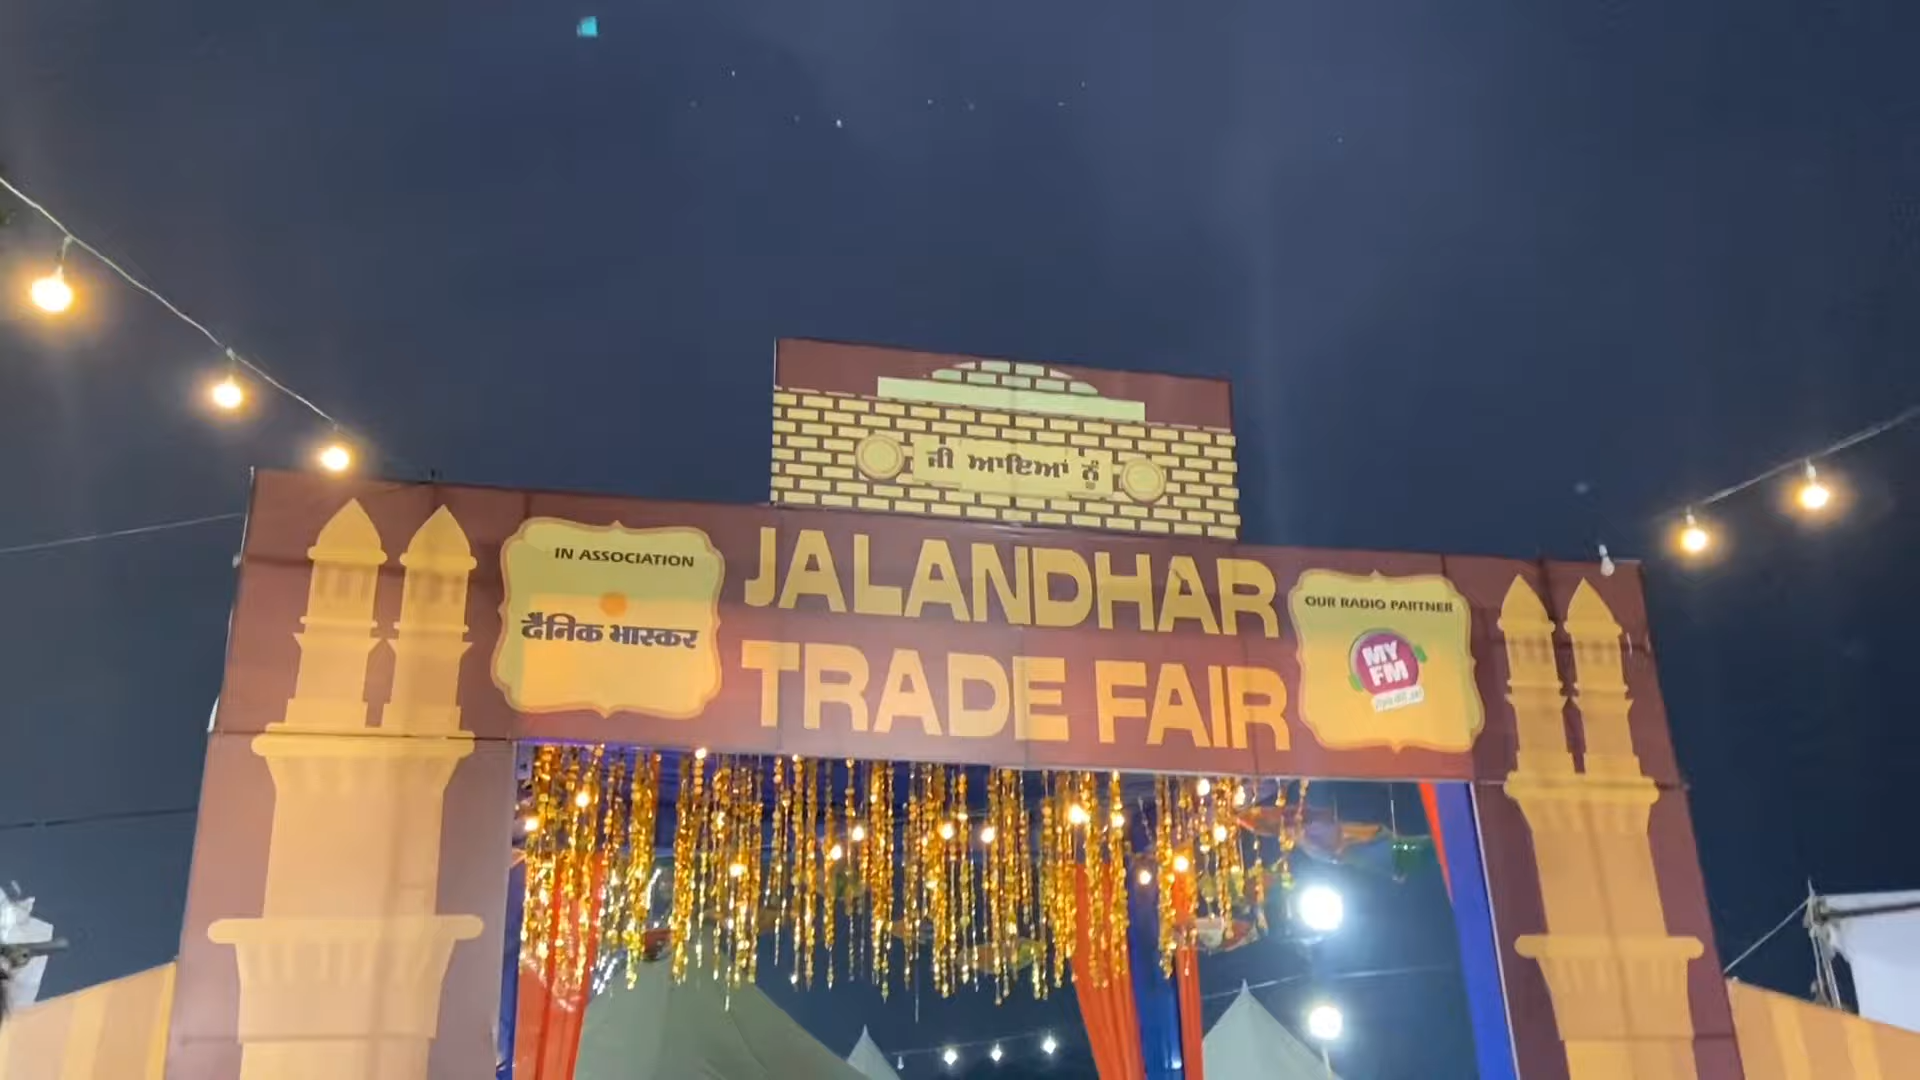 ਜੀ ਆਇਆਂ ਨੂੰ
IN ASSOCIATION
दैनिक भास्कर
JALANDHAR
TRADE FAIR
OUR RADIO PARTNER
MY
FM